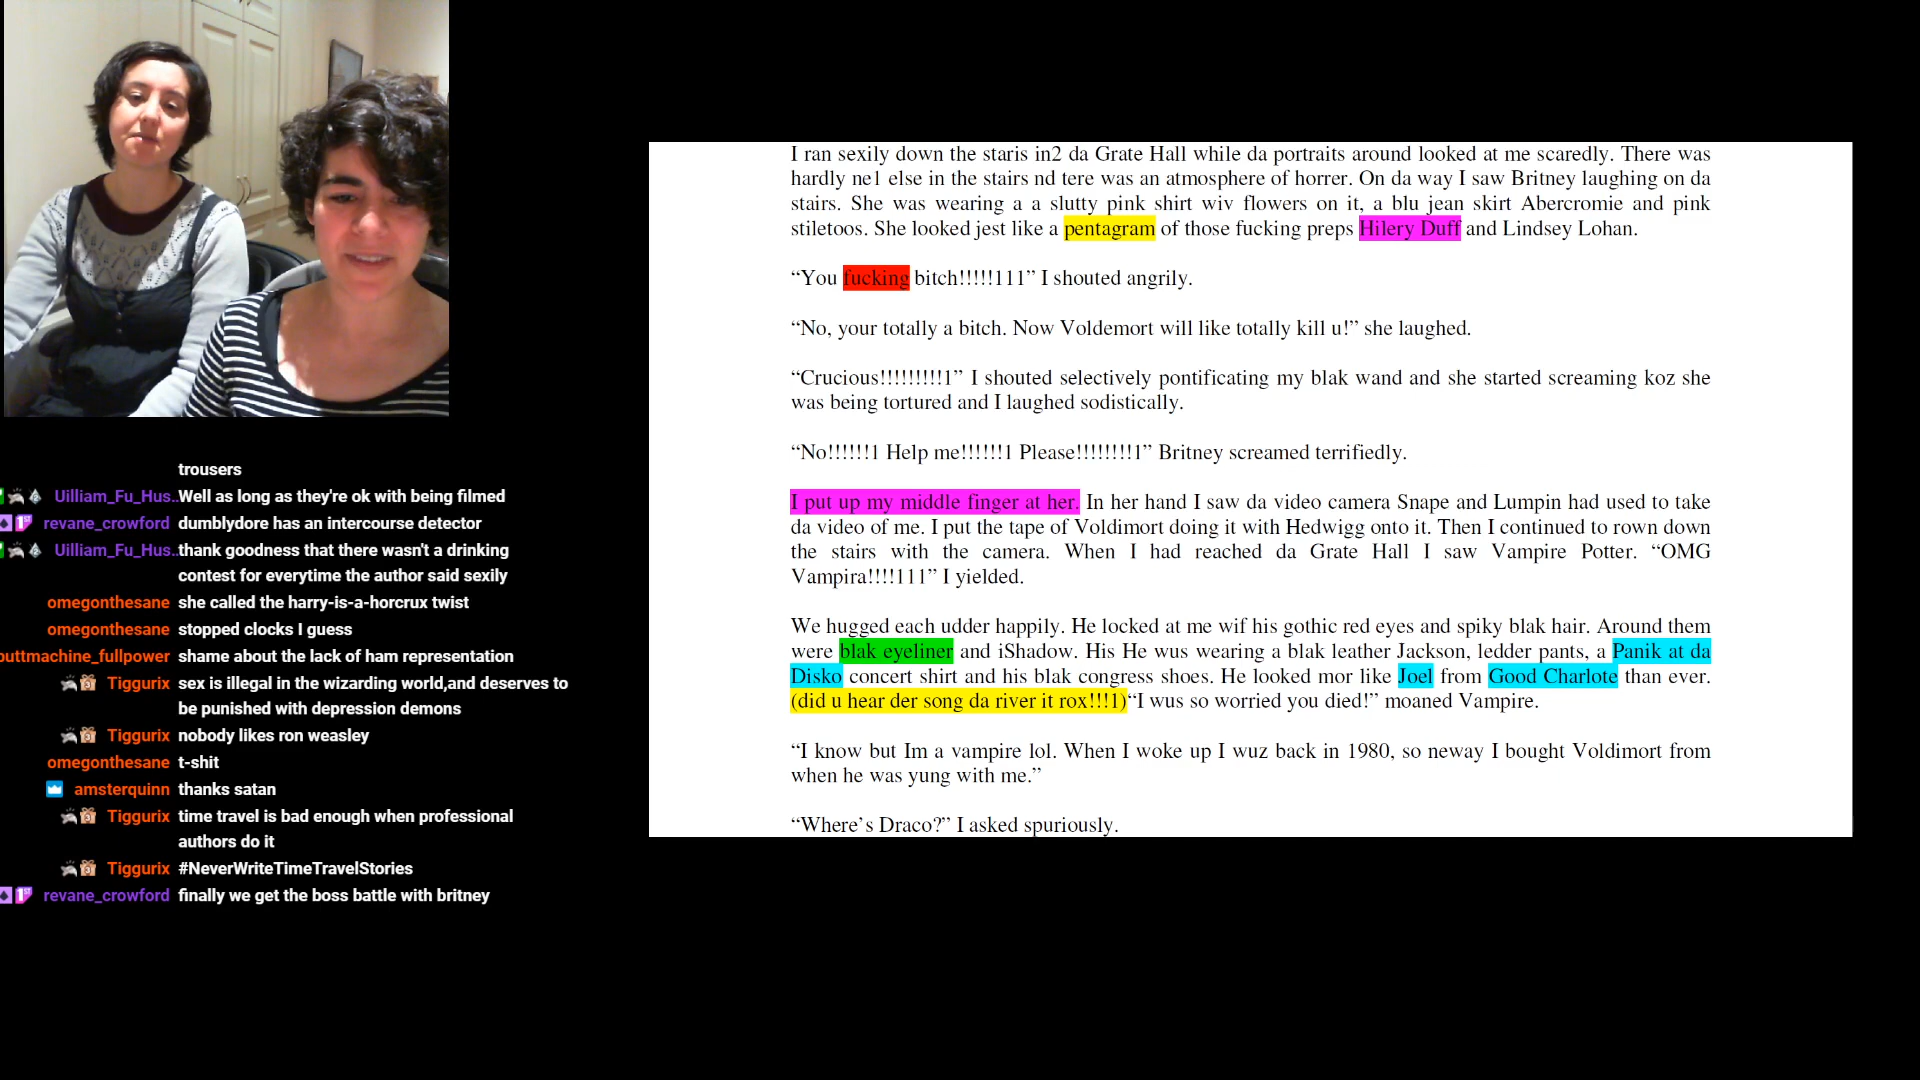 trousers
Uilliam_Fu_Hus.. Well as long as they're ok with being filmed
revane_crowford dumblydore has an intercourse detector
Uilliam_Fu_Hus.. thank goodness that there wasn't a drinking
contest for everytime the author said sexily
omegonthesane she called the harry-is-a-horcrux twist
omegonthesane stopped clocks I guess
buttmachine_fullpower shame about the lack of ham representation
Tiggurix sex is illegal in the wizarding world,and deserves to
be punished with depression demons
Tiggurix nobody likes ron weasley
omegonthesane t-shit
amsterquinn thanks satan
Tiggurix time travel is bad enough when professional
authors do it
Tiggurix #NeverWriteTimeTravelStories
revane_crowford finally we get the boss battle with britney
I ran sexily down the staris in2 da Grate Hall while da portraits around looked at me scaredly. There was
hardly ne1 else in the stairs nd tere was an atmosphere of horrer. On da way I saw Britney laughing on da
stairs. She was wearing a a slutty pink shirt wiv flowers on it, a blu jean skirt Abercromie and pink
stiletoos. She looked jest like a pentagram of those fucking preps Hilery Duff and Lindsey Lohan.
“You fucking bitch!!!!!111” I shouted angrily.
“No, your totally a bitch. Now Voldemort will like totally kill u!” she laughed.
“Crucious!!!!!!!!!1” I shouted selectively pontificating my blak wand and she started screaming koz she
was being tortured and I laughed sodistically.
“No!!!!!!1 Help me!!!!!!1 Please!!!!!!!!!1” Britney screamed terrifiedly.
I put up my middle finger at her. In her hand I saw da video camera Snape and Lumpin had used to take
da video of me. I put the tape of Voldimort doing it with Hedwigg onto it. Then I continued to rown down
the stairs with the camera. When I had reached da Grate Hall I saw Vampire Potter. “OMG
Vampira!!!!111” I yielded.
We hugged each udder happily. He locked at me wif his gothic red eyes and spiky blak hair. Around them
were blak eyeliner and iShadow. His He wus wearing a blak leather Jackson, ledder pants, a Panik at da
Disko concert shirt and his blak congress shoes. He looked mor like Joel from Good Charlote than ever.
(did u hear der song da river it rox!!!1)“I wus so worried you died!” moaned Vampire.
“I know but Im a vampire lol. When I woke up I wuz back in 1980, so neway I bought Voldimort from
when he was yung with me.”
“Where’s Draco?” I asked spuriously.